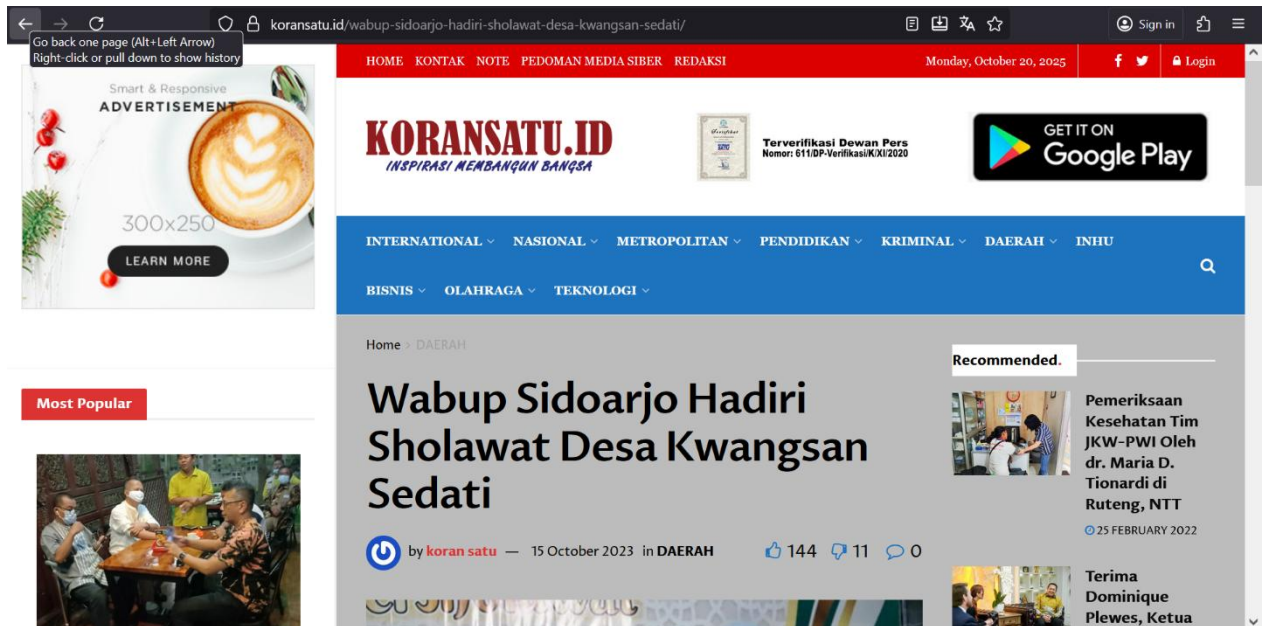 koransatu.id/wabup-sidoarjo-hadiri-sholawat-desa-kwangsan-sedati/
Sign in
Go back one page (Alt+Left Arrow)
Right-click or pull down to show history
HOME KONTAK NOTE PEDOMAN MEDIA SIBER REDAKSI
Monday, October 20, 2025
Login
Smart & Responsive
ADVERTISEMENT
300x250
LEARN MORE
KORANSATU.ID
INSPIRASI MEMBANGUN BANGSA
Terverifikasi Dewan Pers
Nomor: 611/DP-Verifikasi/K/XI/2020
GET IT ON
Google Play
INTERNATIONAL NASIONAL METROPOLITAN PENDIDIKAN KRIMINAL DAERAH INHU
BISNIS OLAHRAGA TEKNOLOGI
Most Popular
Home > DAERAH
Wabup Sidoarjo Hadiri
Sholawat Desa Kwangsan
Sedati
by koran satu — 15 October 2023 in DAERAH
144 11 0
Recommended.
Pemeriksaan
Kesehatan Tim
JKW-PWI Oleh
dr. Maria D.
Tionardi di
Ruteng, NTT
25 FEBRUARY 2022
Terima
Dominique
Plewes, Ketua